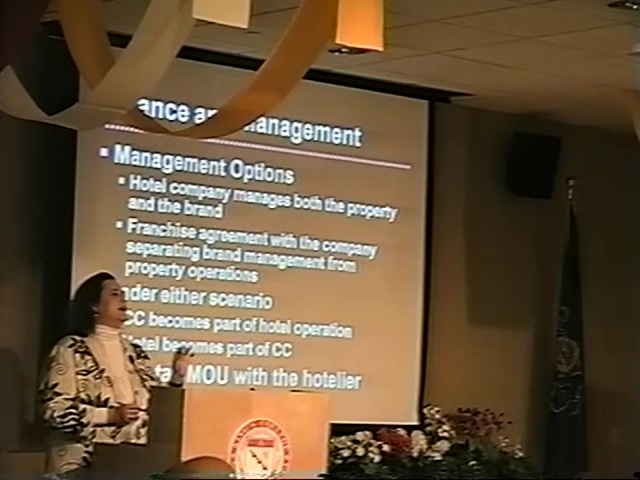 ance an Management
Management Options
Hotel company manages both the property
and the brand
Franchise agreement with the company
separating brand management from
property operations
nder either scenario
CC becomes part of hotel operation
otel becomes part of CC
MOU with the hotelier